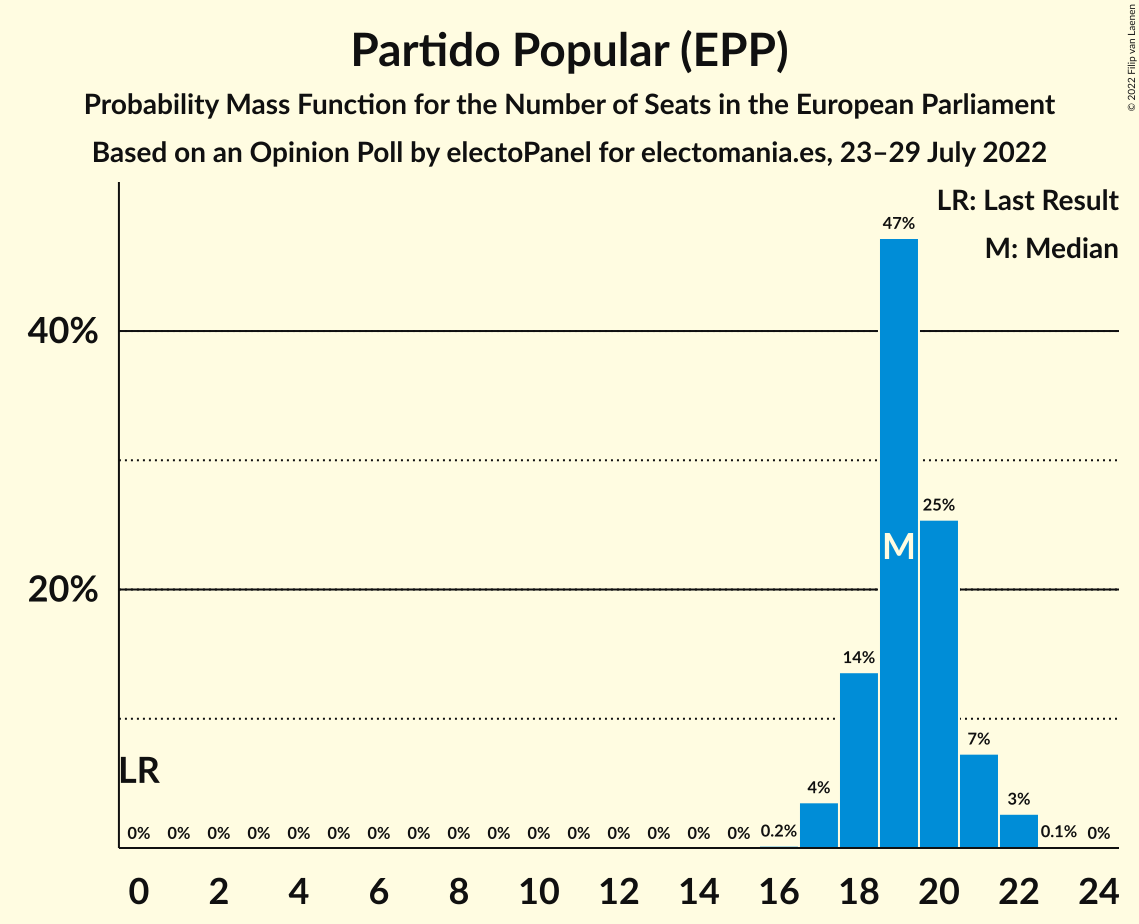 Partido Popular (EPP)
Probability Mass Function for the Number of Seats in the European Parliament
Based on an Opinion Poll by electoPanel for electomania.es, 23–29 July 2022
© 2022 Filip van Laenen
LR: Last Result
M: Median
47%
40%
25%
M
20%
14%
7%
LR
4%
3%
0% 0% 0% 0% 0% 0% 0% 0% 0% 0% 0% 0% 0% 0% 0% 0% 0.2% 0.1% 0%
0 2 4 6 8 10 12 14 16 18 20 22 24